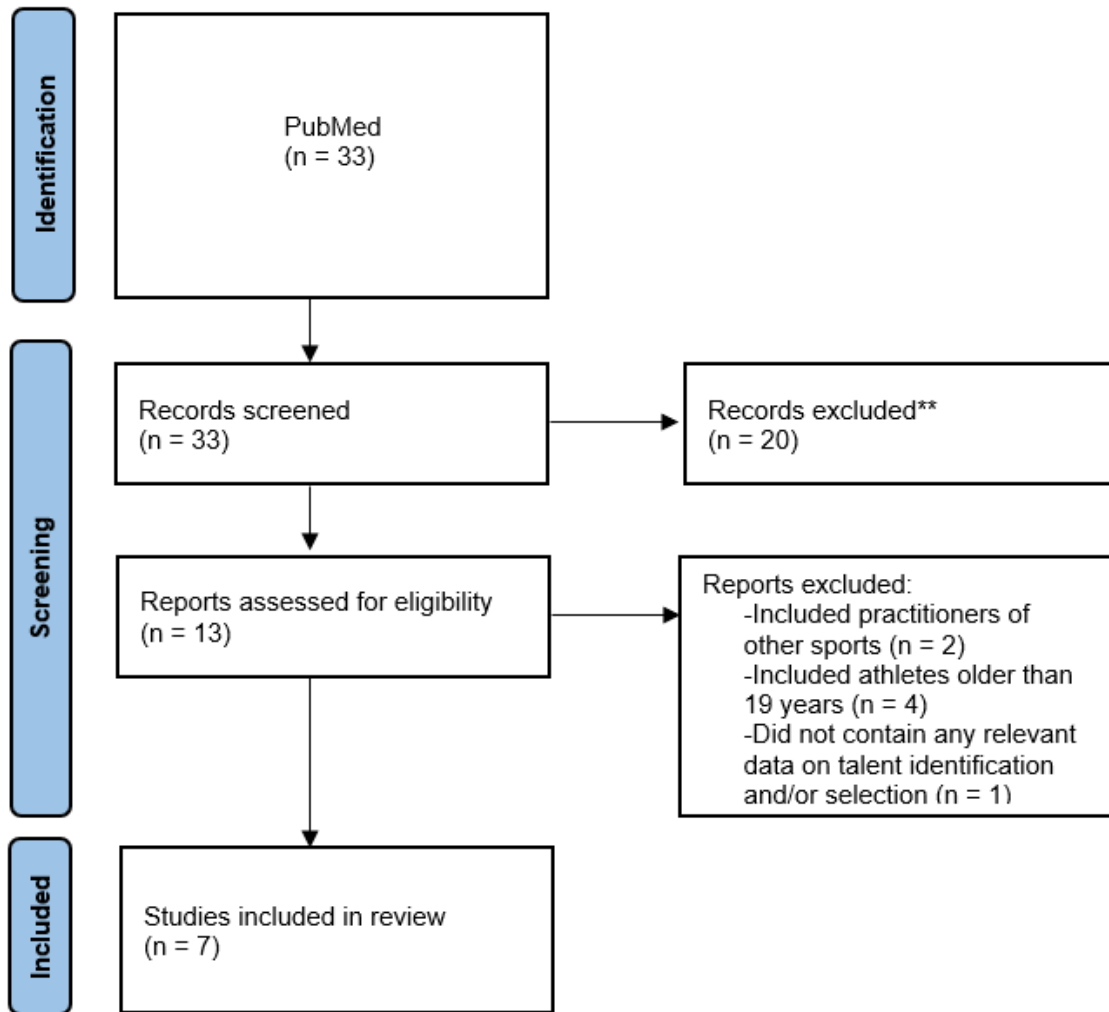 Identification
PubMed
(n = 33)
Screening
Records screened
(n = 33)
Records excluded**
(n = 20)
Reports assessed for eligibility
(n = 13)
Reports excluded:
-Included practitioners of
other sports (n = 2)
-Included athletes older than
19 years (n = 4)
-Did not contain any relevant
data on talent identification
and/or selection (n = 1)
Included
Studies included in review
(n = 7)